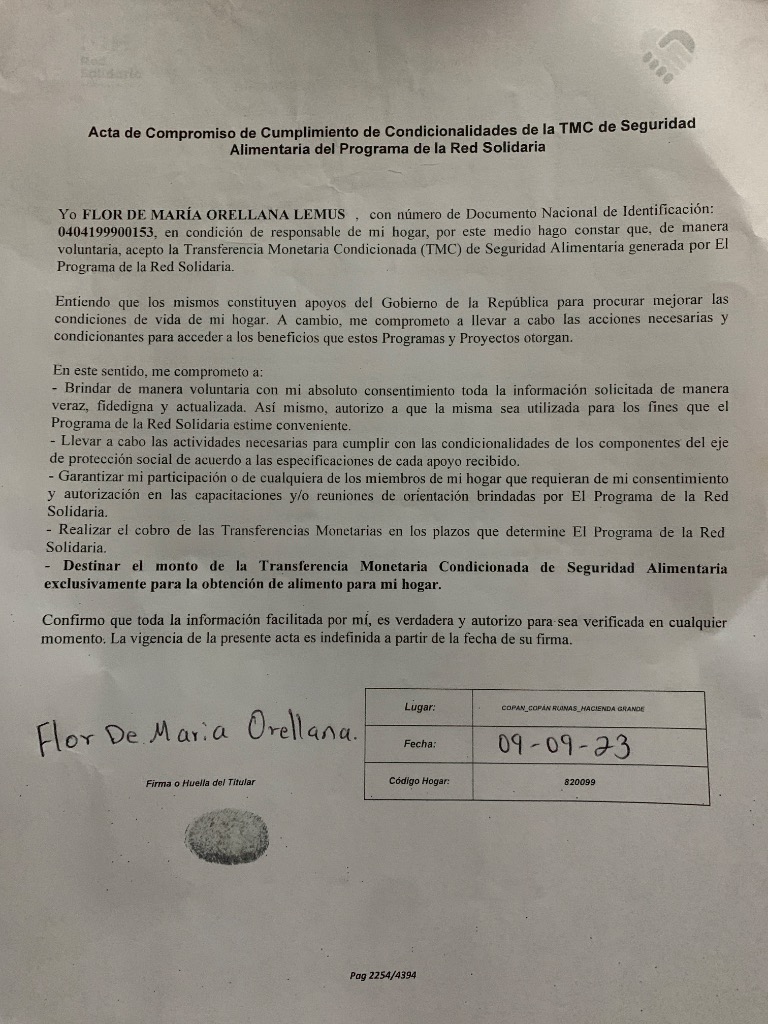 Red
Solidaria
Acta de Compromiso de Cumplimiento de Condicionalidades de la TMC de Seguridad
Alimentaria del Programa de la Red Solidaria
Yo FLOR DE MARÍA ORELLANA LEMUS , con número de Documento Nacional de Identificación:
0404199900153, en condición de responsable de mi hogar, por este medio hago constar que, de manera
voluntaria, acepto la Transferencia Monetaria Condicionada (TMC) de Seguridad Alimentaria generada por El
Programa de la Red Solidaria.
Entiendo que los mismos constituyen apoyos del Gobierno de la República para procurar mejorar las
condiciones de vida de mi hogar. A cambio, me comprometo a llevar a cabo las acciones necesarias y
condicionantes para acceder a los beneficios que estos Programas y Proyectos otorgan.
En este sentido, me comprometo a:
- Brindar de manera voluntaria con mi absoluto consentimiento toda la información solicitada de manera
veraz, fidedigna y actualizada. Así mismo, autorizo a que la misma sea utilizada para los fines que el
Programa de la Red Solidaria estime conveniente.
- Llevar a cabo las actividades necesarias para cumplir con las condicionalidades de los componentes del eje
de protección social de acuerdo a las especificaciones de cada apoyo recibido.
- Garantizar mi participación o de cualquiera de los miembros de mi hogar que requieran de mi consentimiento
y autorización en las capacitaciones y/o reuniones de orientación brindadas por El Programa de la Red
Solidaria.
- Realizar el cobro de las Transferencias Monetarias en los plazos que determine El Programa de la Red
Solidaria.
- Destinar el monto de la Transferencia Monetaria Condicionada de Seguridad Alimentaria
exclusivamente para la obtención de alimento para mi hogar.
Confirmo que toda la información facilitada por mí, es verdadera y autorizo para sea verificada en cualquier
momento. La vigencia de la presente acta es indefinida a partir de la fecha de su firma.
Flor De Maria Orellana.
Firma o Huella del Titular
Lugar: COPAN_COPÁN RUINAS_HACIENDA GRANDE
Fecha: 09-09-23
Código Hogar: 820099
Pag 2254/4394